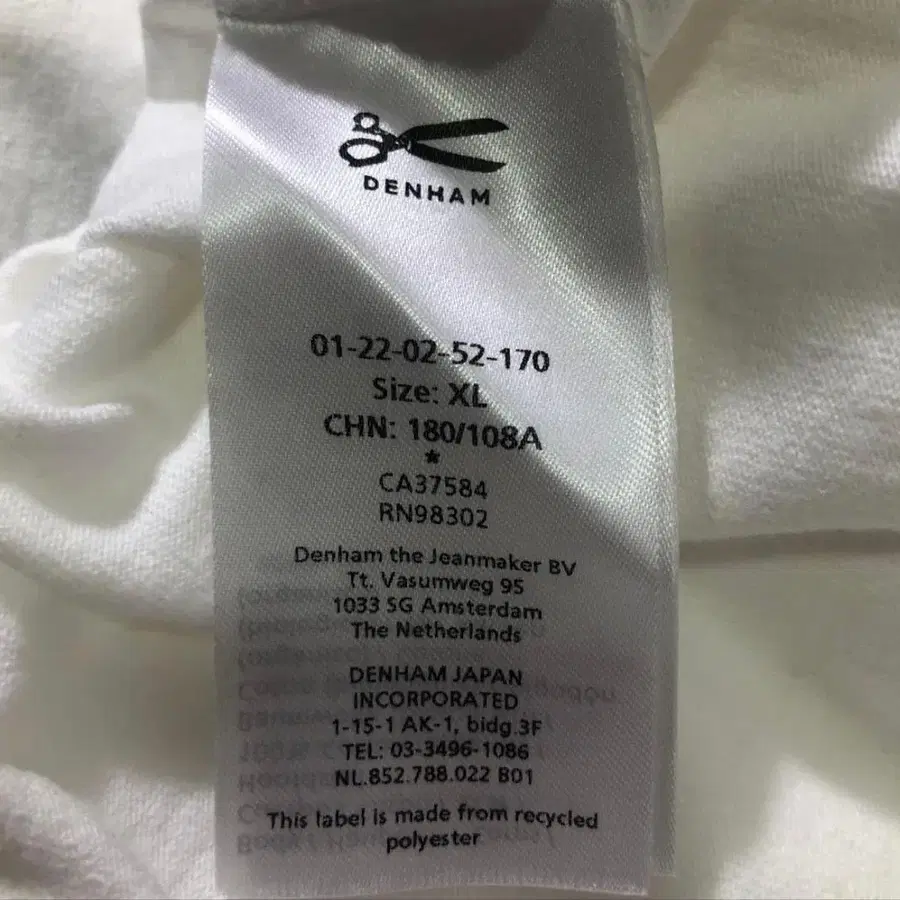 DENHAM
01-22-02-52-170
Size: XL
CHN: 180/108A
*
CA37584
RN98302
Denham the Jeanmaker BV
Tt. Vasumweg 95
1033 SG Amsterdam
The Netherlands
DENHAM JAPAN
INCORPORATED
1-15-1 AK-1, bidg.3F
TEL: 03-3496-1086
NL.852.788.022 B01
This label is made from recycled
polyester